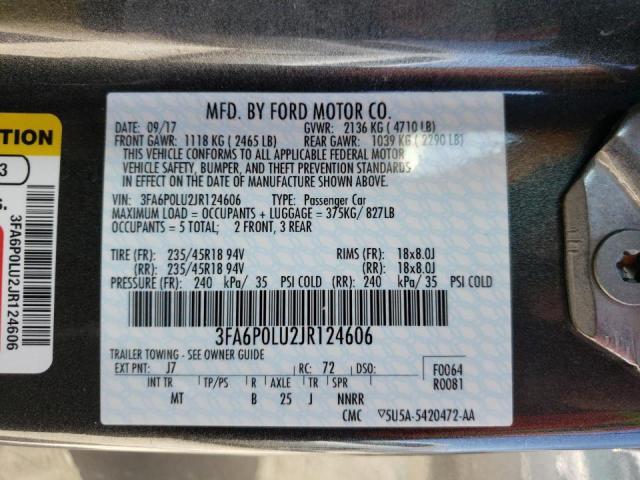 MFD. BY FORD MOTOR CO.
DATE: 09/17 GVWR: 2136 KG ( 4710 LB)
FRONT GAWR: 1118 KG ( 2465 LB) REAR GAWR: 1039 KG ( 2290 LB)
THIS VEHICLE CONFORMS TO ALL APPLICABLE FEDERAL MOTOR
VEHICLE SAFETY, BUMPER, AND THEFT PREVENTION STANDARDS
IN EFFECT ON THE DATE OF MANUFACTURE SHOWN ABOVE.
VIN: 3FA6P0LU2JR124606 TYPE: Passenger Car
MAXIMUM LOAD = OCCUPANTS + LUGGAGE = 375KG/ 827LB
OCCUPANTS = 5 TOTAL; 2 FRONT, 3 REAR
TIRE (FR): 235/45R18 94V RIMS (FR): 18x8.0J
(RR): 235/45R18 94V (RR): 18x8.0J
PRESSURE (FR): 240 kPa/ 35 PSI COLD (RR): 240 kPa/ 35 PSI COLD
3FA6P0LU2JR124606
TRAILER TOWING - SEE OWNER GUIDE
EXT PNT: J7 RC: 72 DSO: F0064
R0081
INT TR TP/PS R AXLE TR SPR
MT B 25 J NNRR
CMC ▽5U5A-5420472-AA
TION
3
S.
3FA6P0LU2JR124606